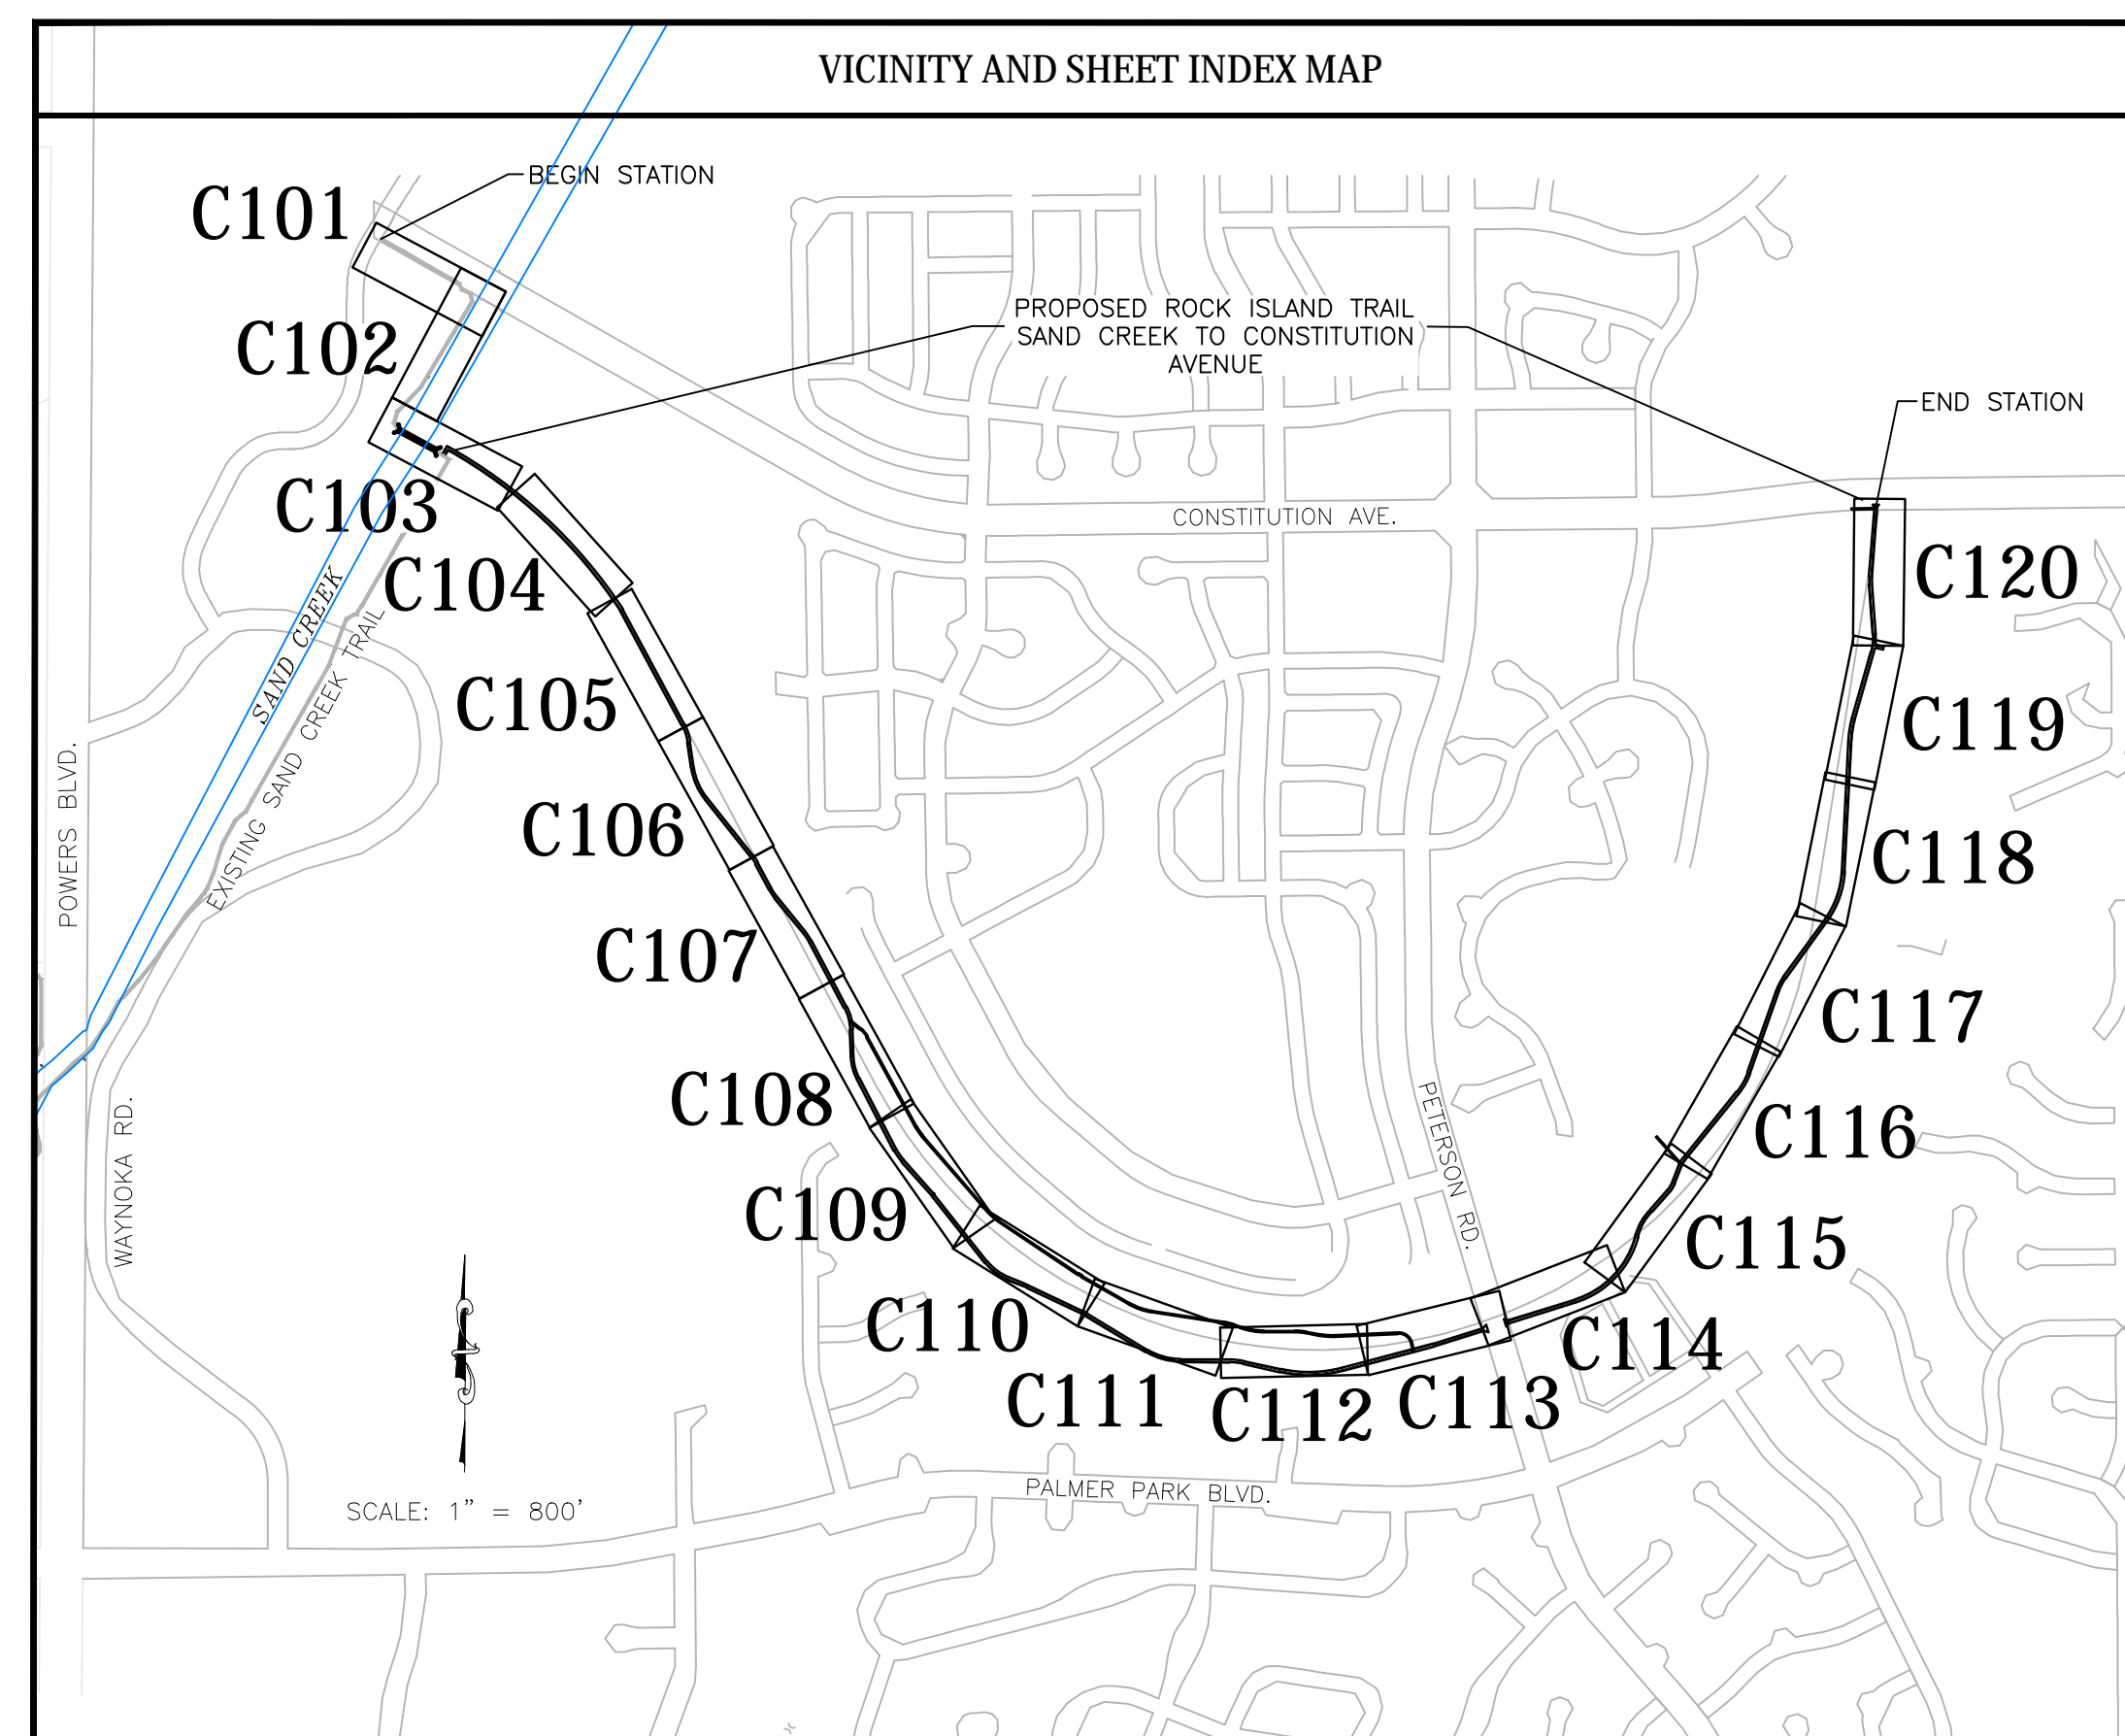 VICINITY AND SHEET INDEX MAP
BEGIN STATION
C101
PROPOSED ROCK ISLAND TRAIL
SAND CREEK TO CONSTITUTION
AVENUE
C102
END STATION
C103
CONSTITUTION AVE.
C104
C120
SAND CREEK
EXISTING SAND CREEK TRAIL
C105
C119
POWERS BLVD.
C106
C118
C107
C117
C108
PETERSON RD.
C116
WAYNOKA RD.
C109
C115
C110
C114
C111
C112
C113
PALMER PARK BLVD.
SCALE: 1" = 800'